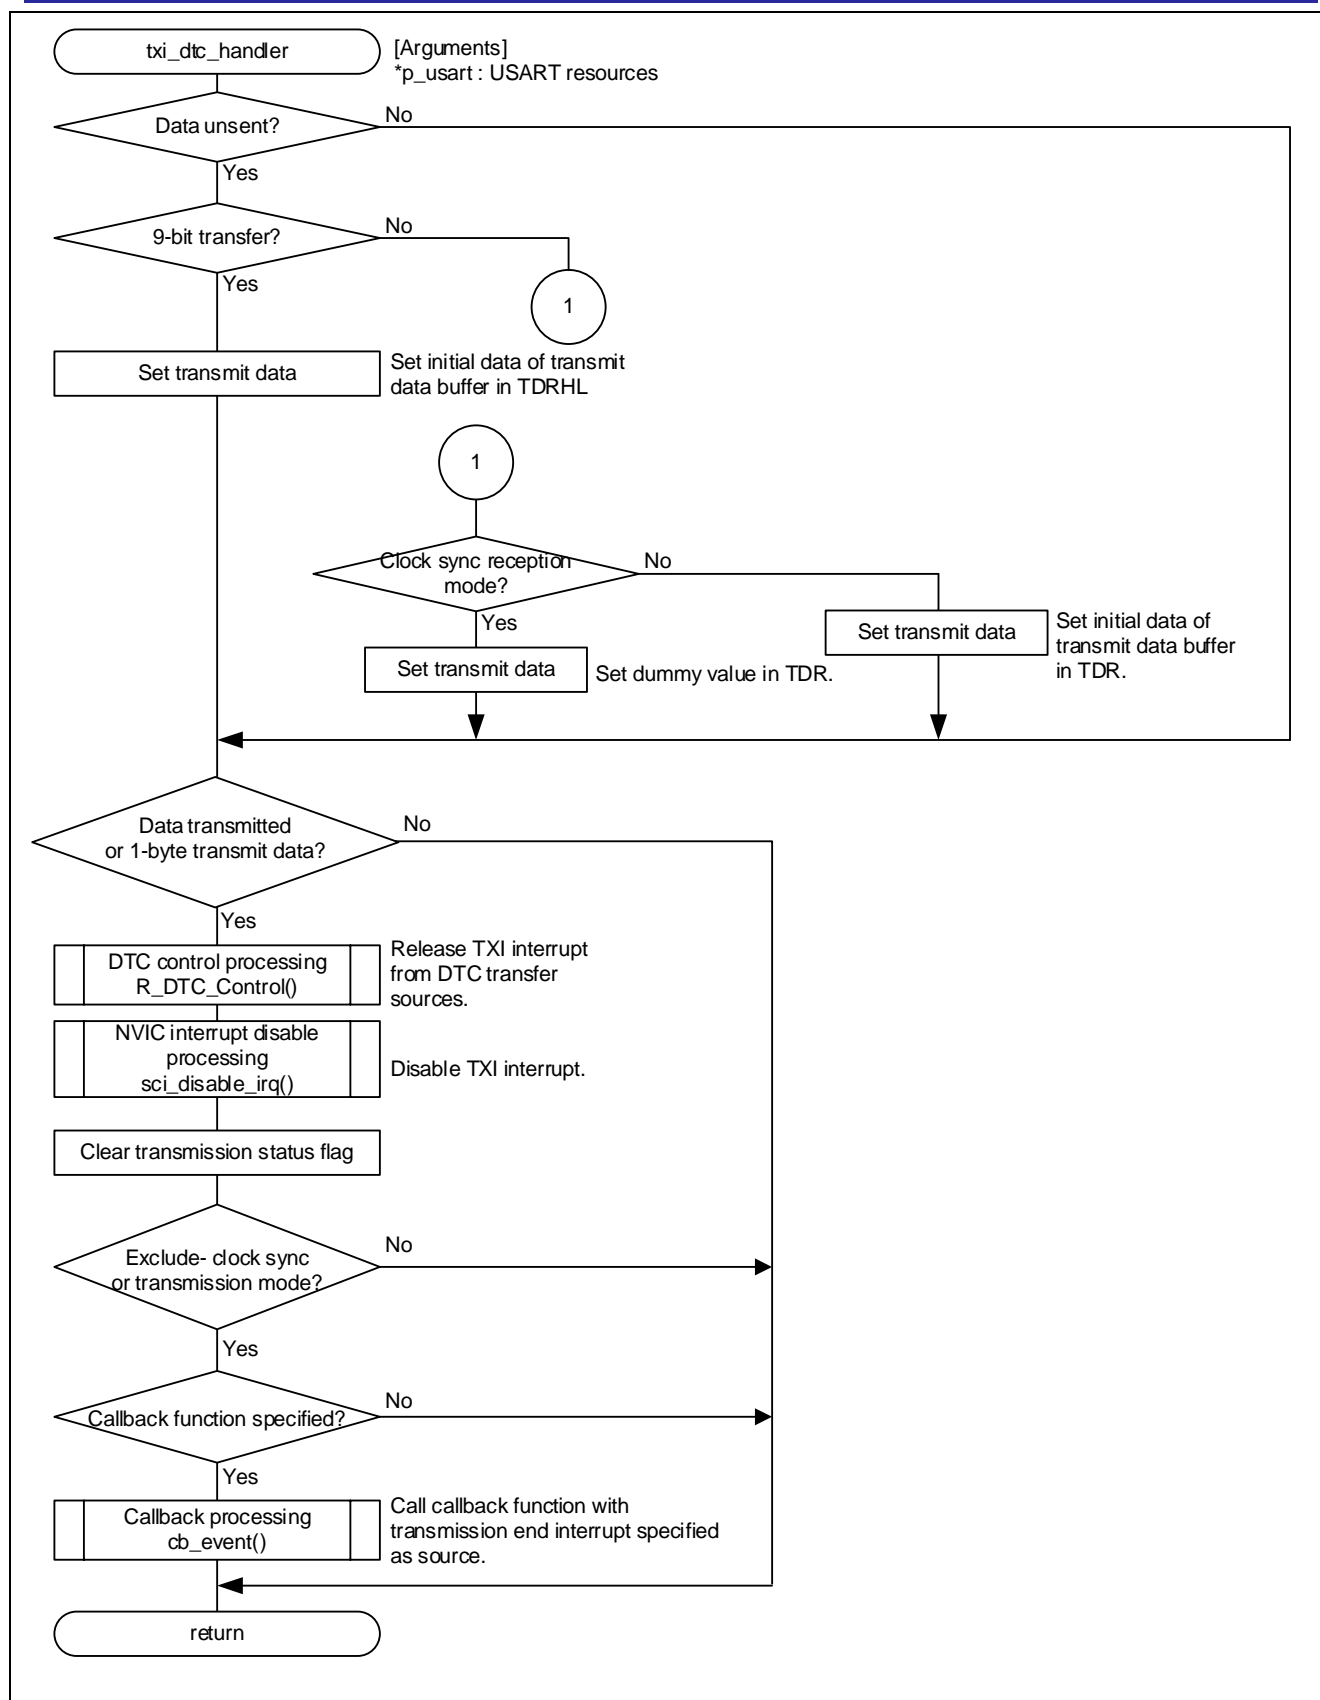 txi_dtc_handler
[Arguments]
*p_usart : USART resources
Data unsent?
No
Yes
9-bit transfer?
No
Yes
1
Set transmit data
Set initial data of transmit
data buffer in TDRHL
1
Clock sync reception
mode?
No
Yes
Set transmit data
Set dummy value in TDR.
Set transmit data
Set initial data of
transmit data buffer
in TDR.
Data transmitted
or 1-byte transmit data?
No
Yes
DTC control processing
R_DTC_Control()
Release TXI interrupt
from DTC transfer
sources.
NVIC interrupt disable
processing
sci_disable_irq()
Disable TXI interrupt.
Clear transmission status flag
Exclude- clock sync
or transmission mode?
No
Yes
Callback function specified?
No
Yes
Callback processing
cb_event()
Call callback function with
transmission end interrupt specified
as source.
return